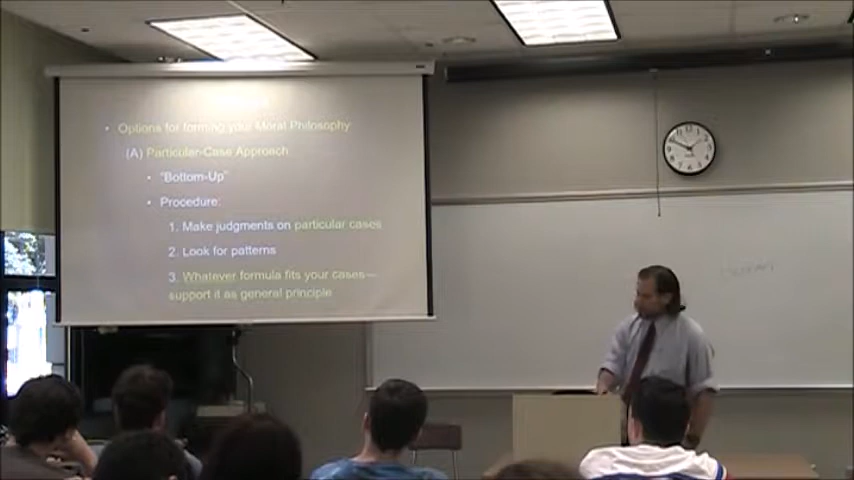 • Options for forming your Moral Philosophy
(A) Particular-Case Approach
• "Bottom-Up"
• Procedure:
1. Make judgments on particular cases
2. Look for patterns
3. Whatever formula fits your cases—
support it as general principle